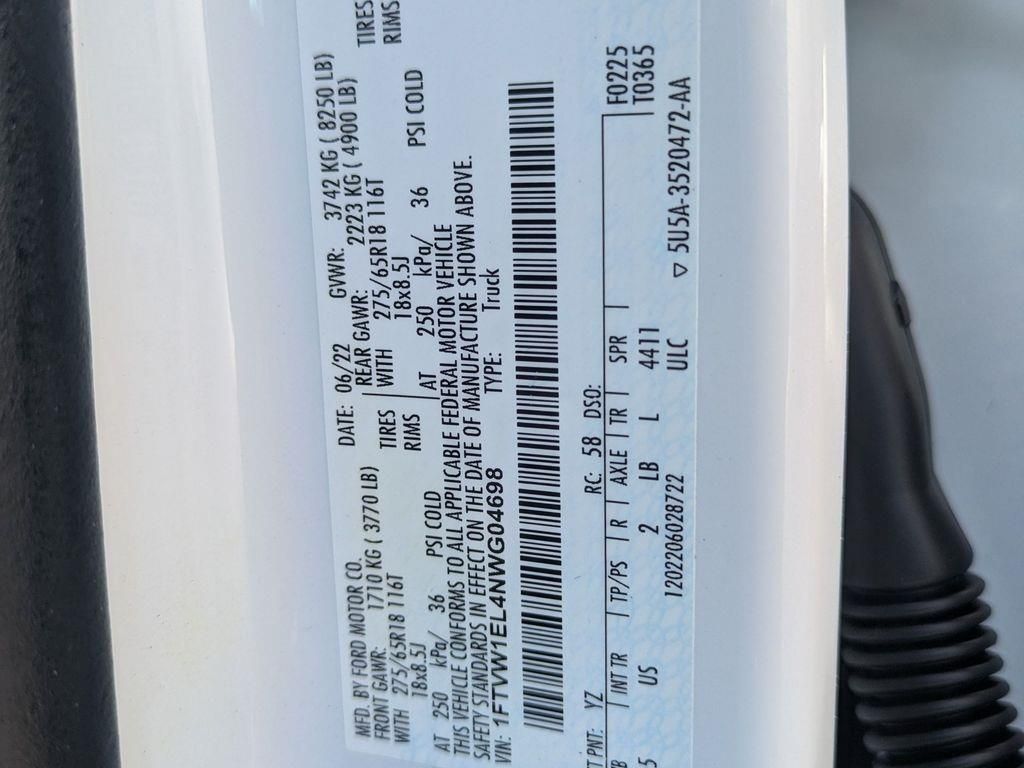 MFD. BY FORD MOTOR CO.
DATE: 06/22 GVWR: 3742 KG ( 8250 LB)
FRONT GAWR: 1710 KG ( 3770 LB) REAR GAWR: 2223 KG ( 4900 LB)
WITH 275/65R18 116T TIRES WITH 275/65R18 116T TIRES
18x8.5J RIMS 18x8.5J RIMS
AT 250 kPa/ 36 PSI COLD AT 250 kPa/ 36 PSI COLD
THIS VEHICLE CONFORMS TO ALL APPLICABLE FEDERAL MOTOR VEHICLE
SAFETY STANDARDS IN EFFECT ON THE DATE OF MANUFACTURE SHOWN ABOVE.
VIN: 1FTVW1EL4NWG04698 TYPE: Truck
T PNT: YZ RC: 58 DSO:
B INT TR TP/PS R AXLE TR SPR F0225
5 US 2 LB L 4411 T0365
1202206028722 ULC
▽ 5U5A-3520472-AA